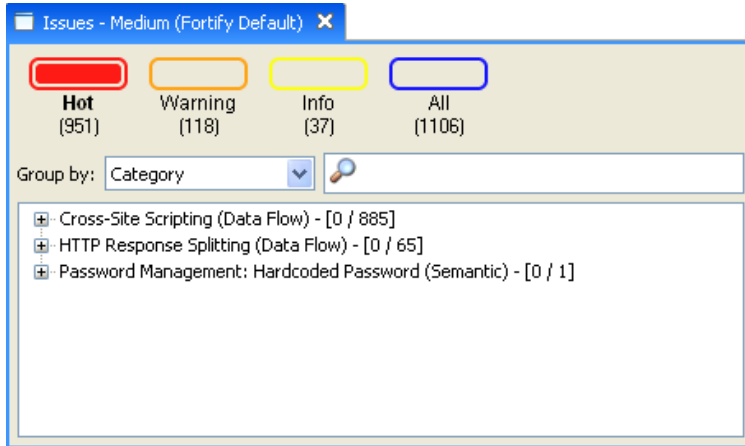 Issues - Medium (Fortify Default)
Hot Warning Info All
(951) (118) (37) (1106)
Group by: Category
Cross-Site Scripting (Data Flow) - [0 / 885]
HTTP Response Splitting (Data Flow) - [0 / 65]
Password Management: Hardcoded Password (Semantic) - [0 / 1]